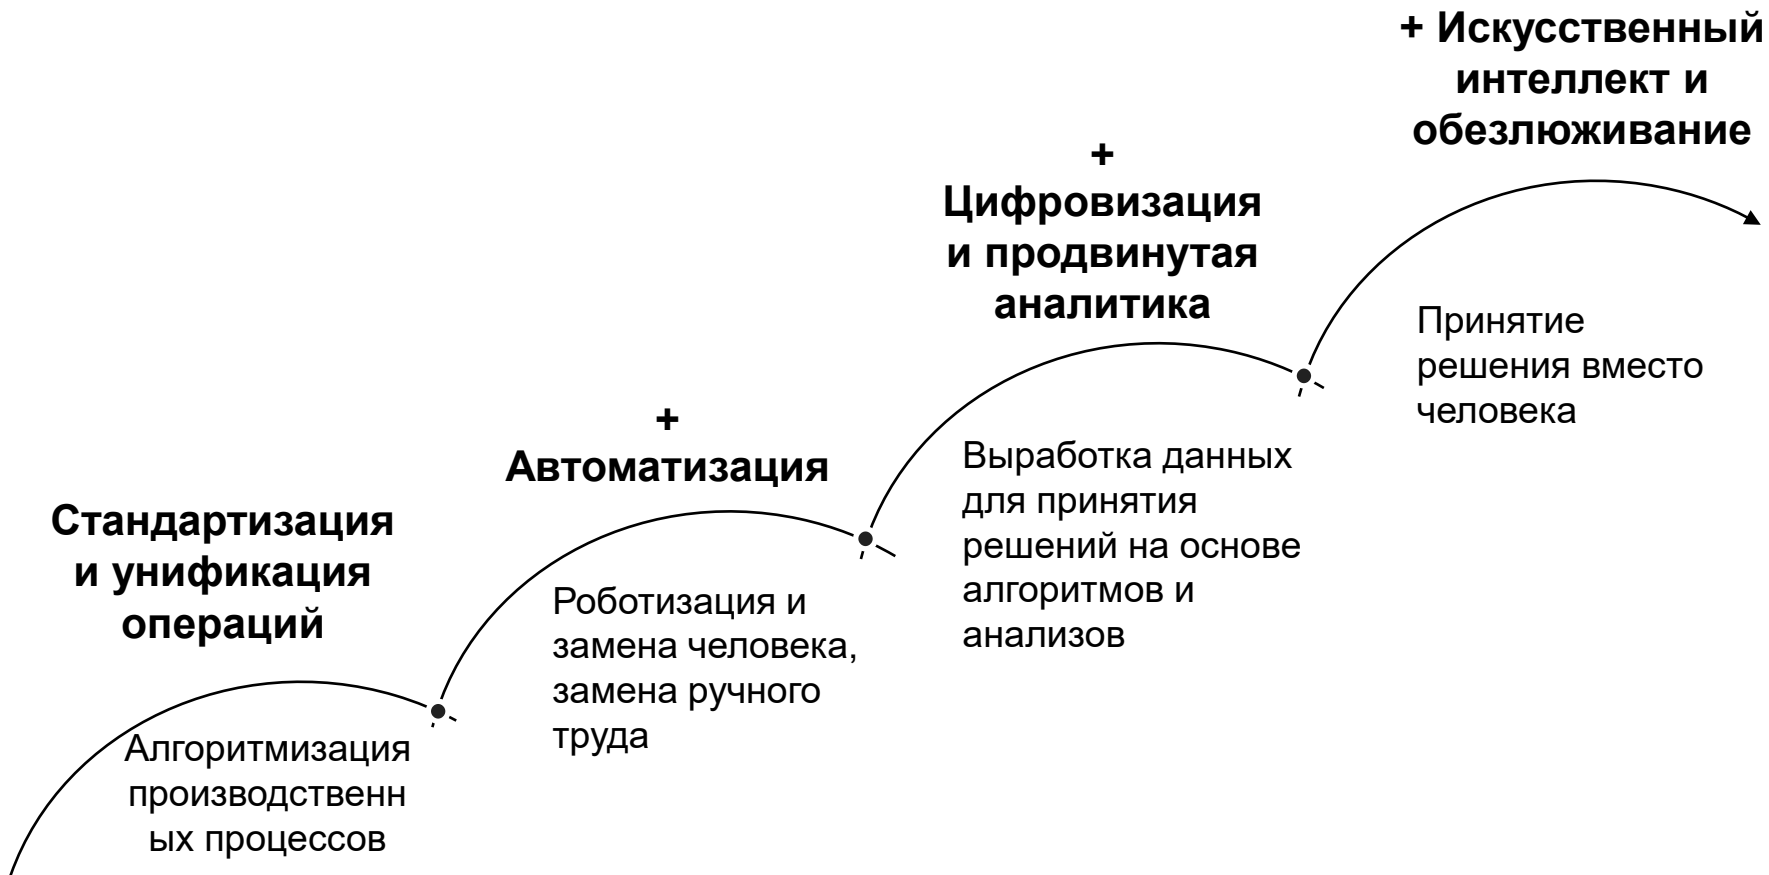 Стандартизация
и унификация
операций
Алгоритмизация
производственн
ых процессов
+
Автоматизация
Роботизация и
замена человека,
замена ручного
труда
+
Цифровизация
и продвинутая
аналитика
Выработка данных
для принятия
решений на основе
алгоритмов и
анализов
+ Искусственный
интеллект и
обезлюживание
Принятие
решения вместо
человека